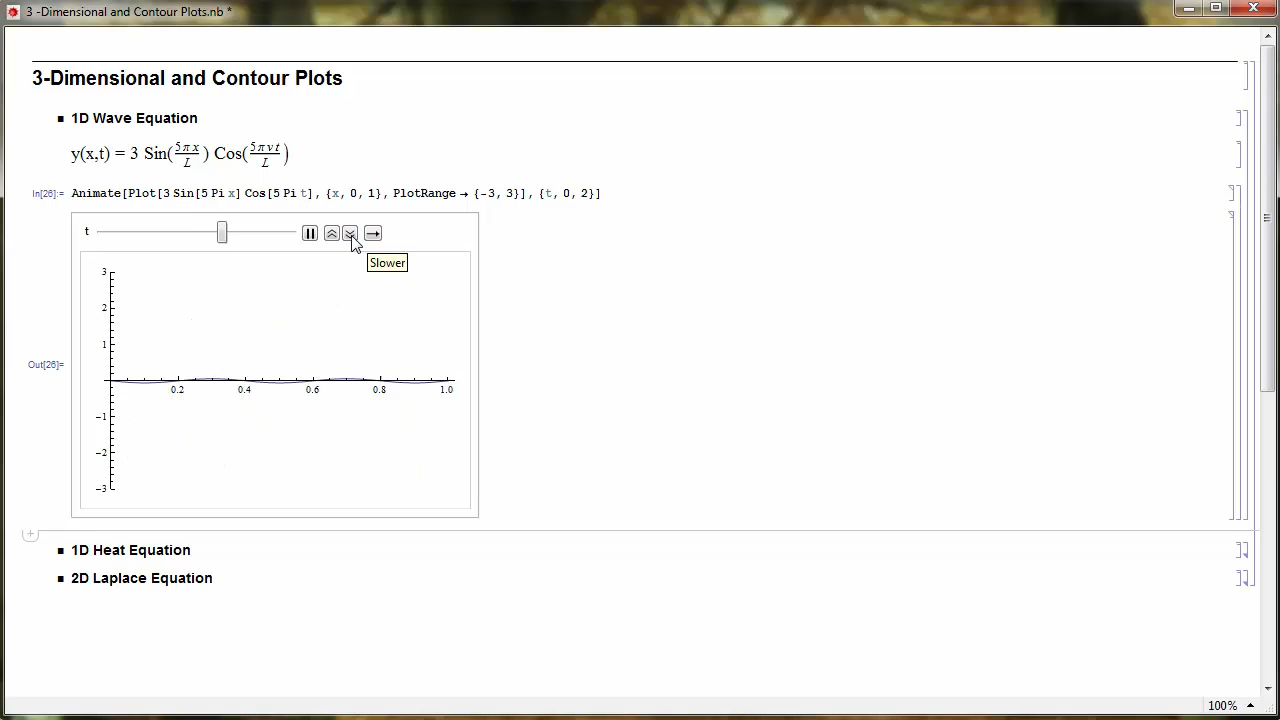 3 -Dimensional and Contour Plots.nb *
3-Dimensional and Contour Plots
▪ 1D Wave Equation
y(x,t) = 3 Sin(5πx/L) Cos(5πvt/L)
In[26]:= Animate[Plot[3 Sin[5 Pi x] Cos[5 Pi t], {x, 0, 1}, PlotRange → {-3, 3}], {t, 0, 2}]
t
Slower
3
2
1
Out[26]=
0.2 0.4 0.6 0.8 1.0
-1
-2
-3
▪ 1D Heat Equation
▪ 2D Laplace Equation
100%